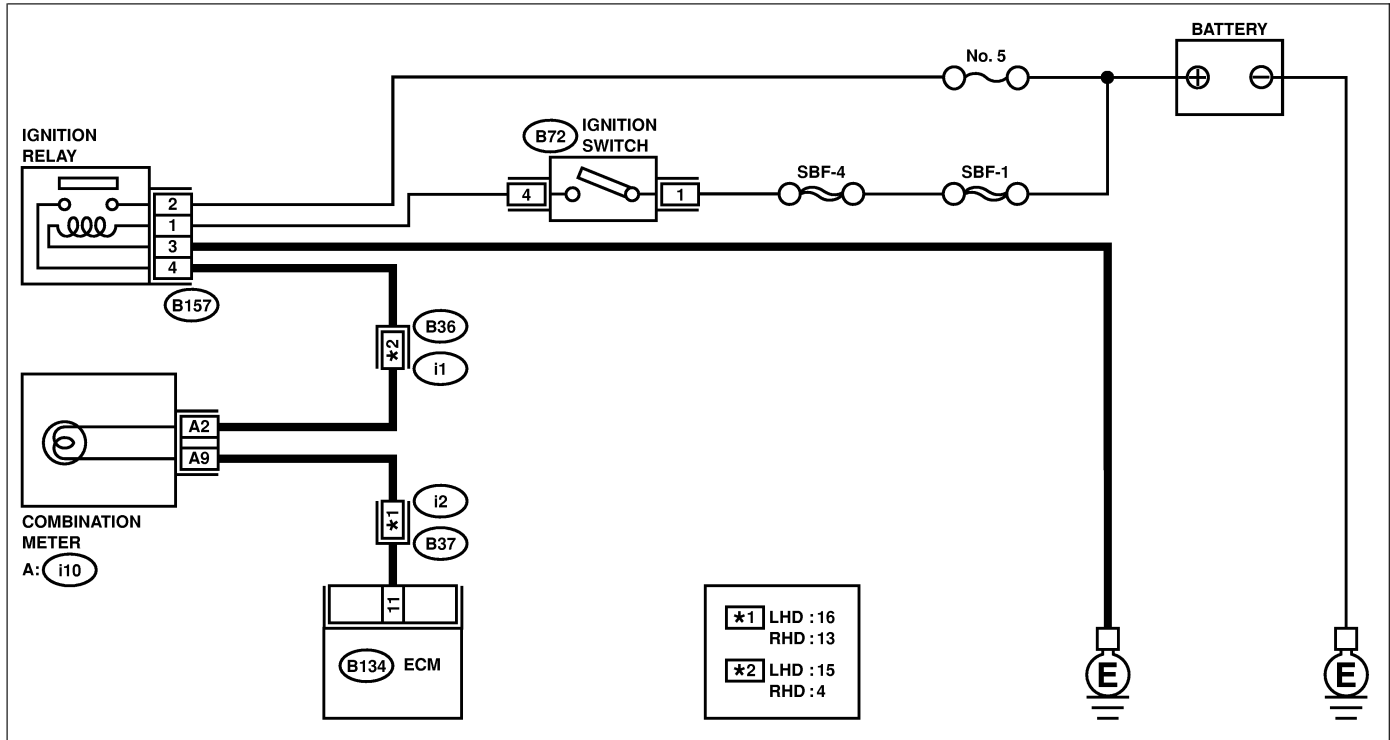 BATTERY
No. 5
+
−
IGNITION
RELAY
B72
IGNITION
SWITCH
4
1
SBF-4
SBF-1
2
1
3
4
B157
B36
*2
i1
A2
A9
i2
*1
B37
COMBINATION
METER
A: i10
11
B134 ECM
*1 LHD : 16
RHD : 13
*2 LHD : 15
RHD : 4
E
E